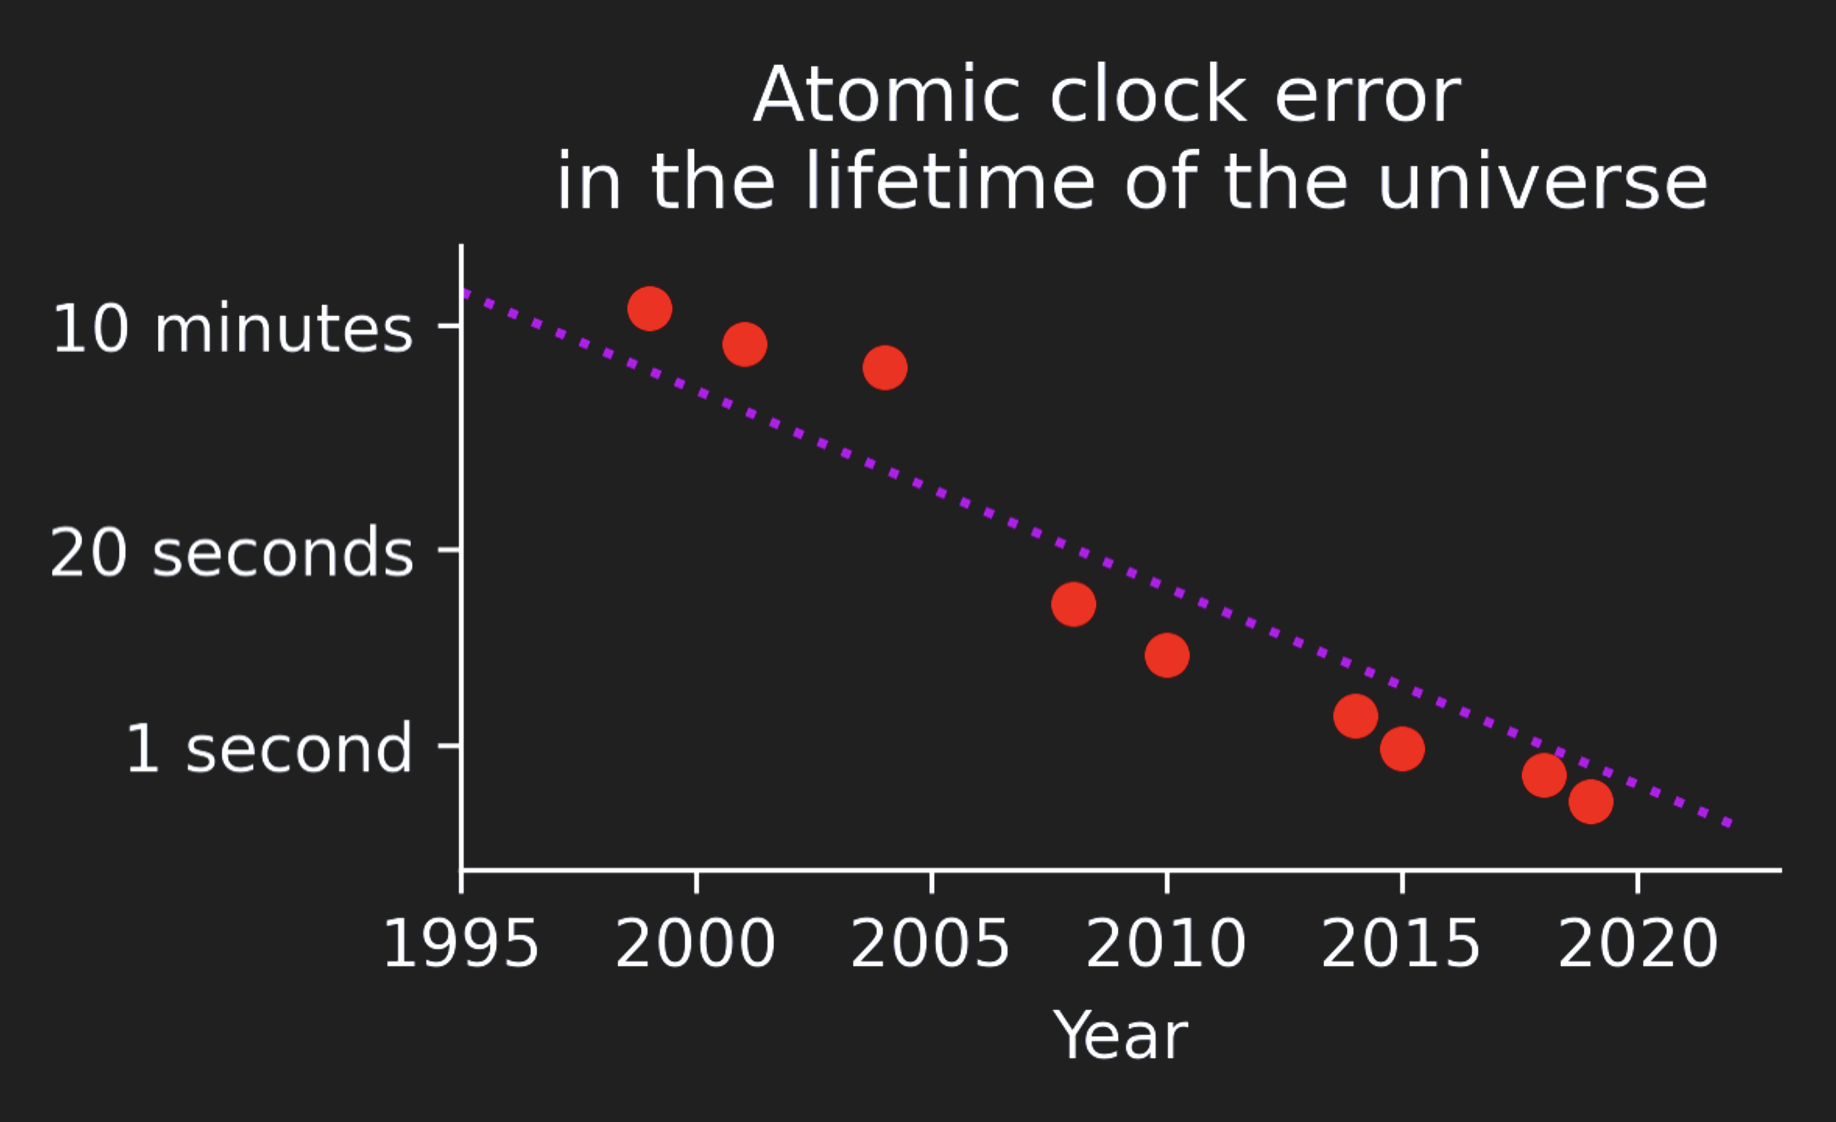 Atomic clock error
in the lifetime of the universe
10 minutes
20 seconds
1 second
1995 2000 2005 2010 2015 2020
Year